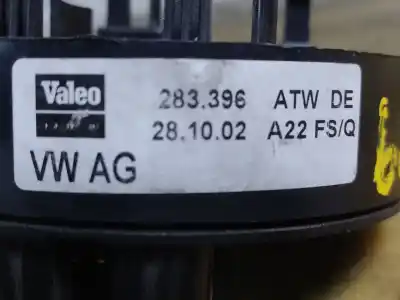 Valeo 283.396 ATW DE
28.10.02 A22 FS/Q
VW AG